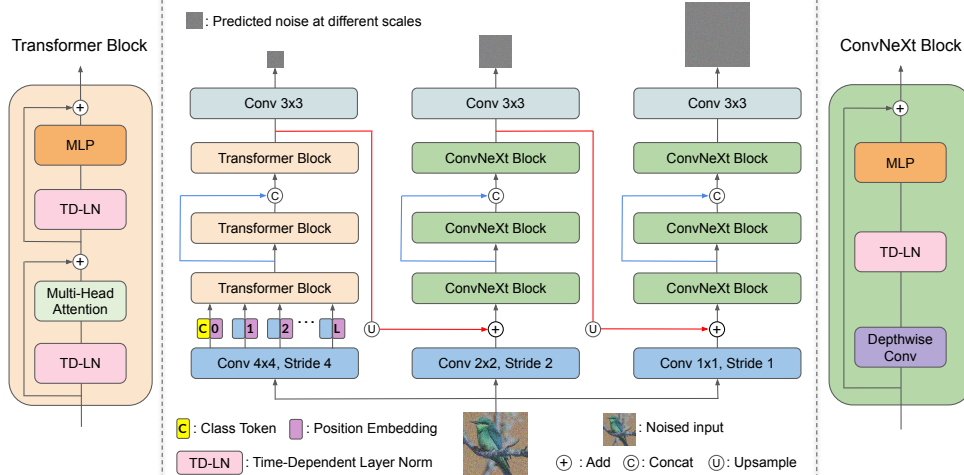 : Predicted noise at different scales
Transformer Block
+
MLP
TD-LN
+
Multi-Head
Attention
TD-LN
Conv 3x3
Transformer Block
C
Transformer Block
Transformer Block
C 0 1 2 ... L
Conv 4x4, Stride 4
U
Conv 3x3
ConvNeXt Block
C
ConvNeXt Block
ConvNeXt Block
+
Conv 2x2, Stride 2
U
Conv 3x3
ConvNeXt Block
C
ConvNeXt Block
ConvNeXt Block
+
Conv 1x1, Stride 1
ConvNeXt Block
+
MLP
TD-LN
Depthwise
Conv
C : Class Token
: Position Embedding
: Noised input
TD-LN : Time-Dependent Layer Norm
+ : Add
C : Concat
U : Upsample